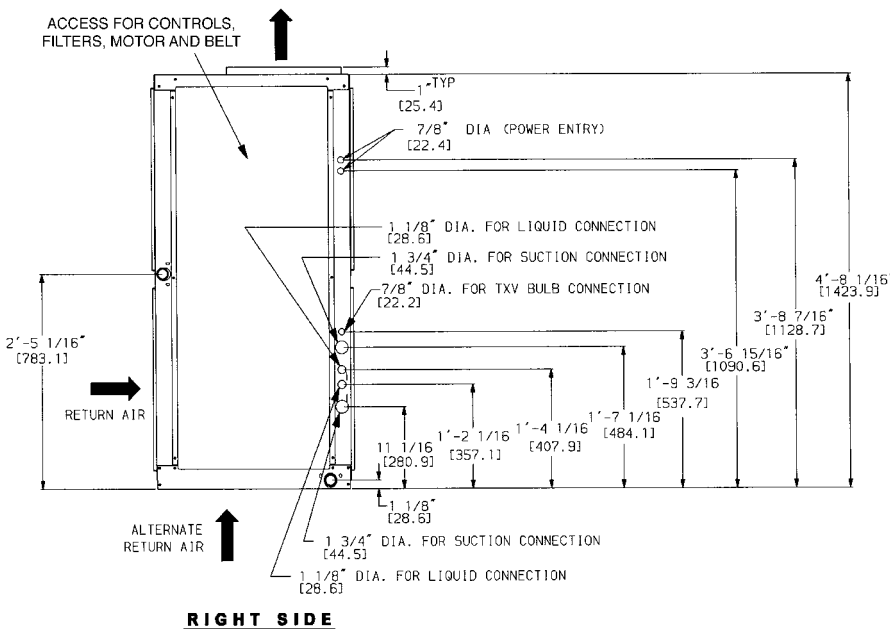 ACCESS FOR CONTROLS,
FILTERS, MOTOR AND BELT
1" TYP
[25.4]
7/8" DIA (POWER ENTRY)
[22.4]
1 1/8" DIA. FOR LIQUID CONNECTION
[28.6]
1 3/4" DIA. FOR SUCTION CONNECTION
[44.5]
7/8" DIA. FOR TXV BULB CONNECTION
[22.2]
4'-8 1/16"
[1423.9]
3'-8 7/16"
[1128.7]
3'-6 15/16"
[1090.6]
2'-5 1/16"
[783.1]
1'-9 3/16
[537.7]
1'-7 1/16
[484.1]
1'-4 1/16
[407.9]
1'-2 1/16
[357.1]
11 1/16
[280.9]
RETURN AIR
1 1/8"
[28.6]
ALTERNATE
RETURN AIR
1 3/4" DIA. FOR SUCTION CONNECTION
[44.5]
1 1/8" DIA. FOR LIQUID CONNECTION
[28.6]
RIGHT SIDE